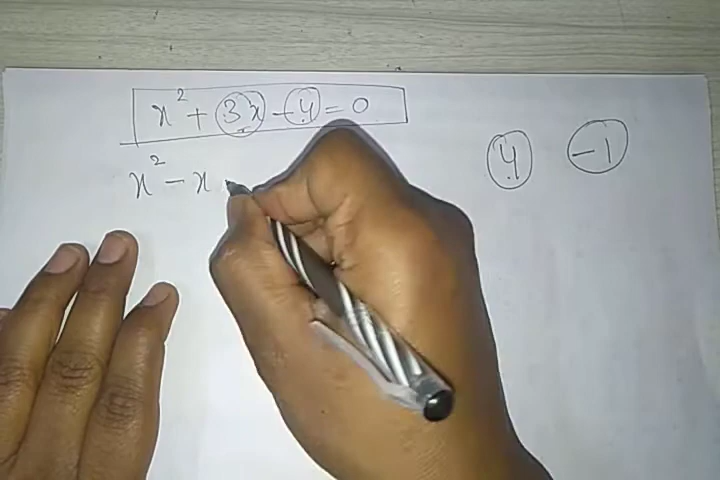 x² + 3x - 4 = 0
4 -1
x² - x